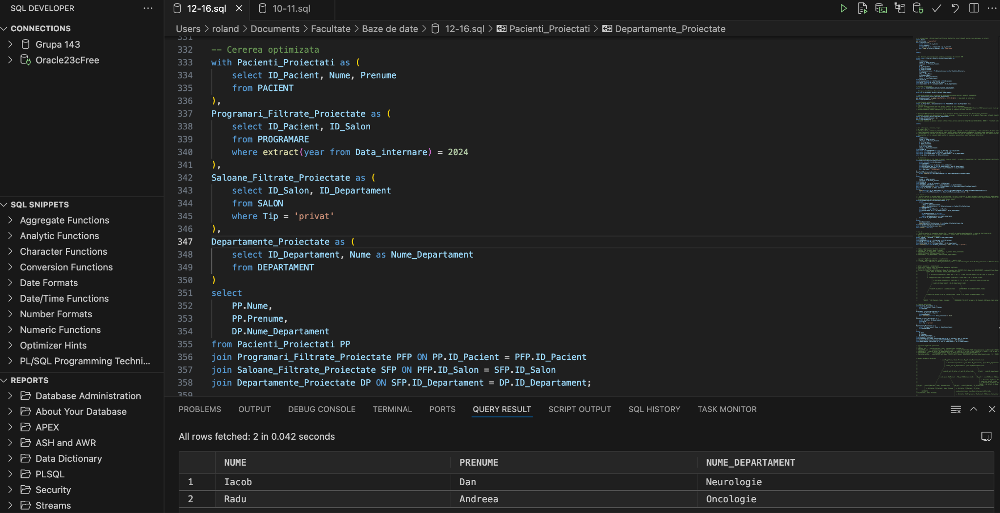 SQL DEVELOPER
CONNECTIONS
Grupa 143
Oracle23cFree
SQL SNIPPETS
Aggregate Functions
Analytic Functions
Character Functions
Conversion Functions
Date Formats
Date/Time Functions
Number Formats
Numeric Functions
Optimizer Hints
PL/SQL Programming Techni...
REPORTS
Database Administration
About Your Database
APEX
ASH and AWR
Data Dictionary
PLSQL
Security
Streams
12-16.sql
10-11.sql
Users > roland > Documents > Facultate > Baze de date > 12-16.sql > Pacienti_Proiectati > Departamente_Proiectate
331
332 -- Cererea optimizata
333 with Pacienti_Proiectati as (
334 select ID_Pacient, Nume, Prenume
335 from PACIENT
336 ),
337 Programari_Filtrate_Proiectate as (
338 select ID_Pacient, ID_Salon
339 from PROGRAMARE
340 where extract(year from Data_internare) = 2024
341 ),
342 Saloane_Filtrate_Proiectate as (
343 select ID_Salon, ID_Departament
344 from SALON
345 where Tip = 'privat'
346 ),
347 Departamente_Proiectate as (
348 select ID_Departament, Nume as Nume_Departament
349 from DEPARTAMENT
350 )
351 select
352 PP.Nume,
353 PP.Prenume,
354 DP.Nume_Departament
355 from Pacienti_Proiectati PP
356 join Programari_Filtrate_Proiectate PFP ON PP.ID_Pacient = PFP.ID_Pacient
357 join Saloane_Filtrate_Proiectate SFP ON PFP.ID_Salon = SFP.ID_Salon
358 join Departamente_Proiectate DP ON SFP.ID_Departament = DP.ID_Departament;
359
PROBLEMS OUTPUT DEBUG CONSOLE TERMINAL PORTS QUERY RESULT SCRIPT OUTPUT SQL HISTORY TASK MONITOR
All rows fetched: 2 in 0.042 seconds
NUME PRENUME NUME_DEPARTAMENT
1 Iacob Dan Neurologie
2 Radu Andreea Oncologie